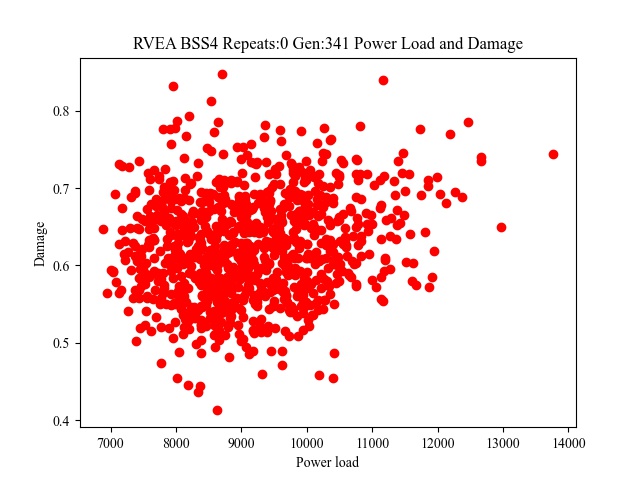 RVEA BSS4 Repeats:0 Gen:341 Power Load and Damage
0.8
0.7
0.6
0.5
0.4
Damage
7000 8000 9000 10000 11000 12000 13000 14000
Power load